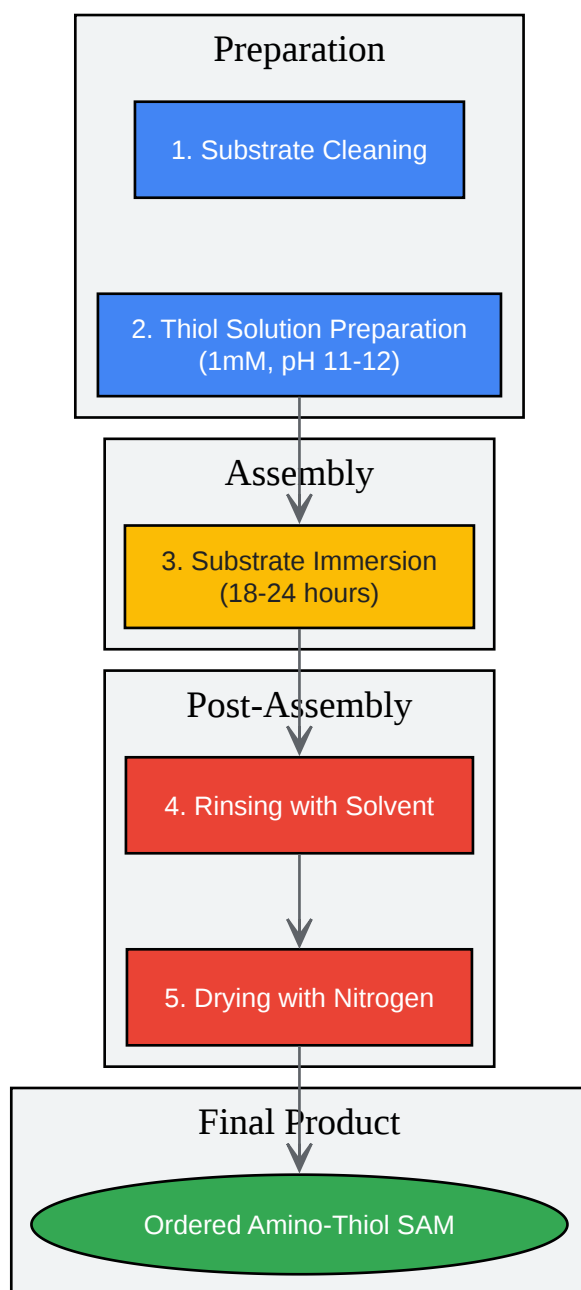 Preparation
1. Substrate Cleaning
2. Thiol Solution Preparation
(1mM, pH 11-12)
Assembly
3. Substrate Immersion
(18-24 hours)
Post-Assembly
4. Rinsing with Solvent
5. Drying with Nitrogen
Final Product
Ordered Amino-Thiol SAM